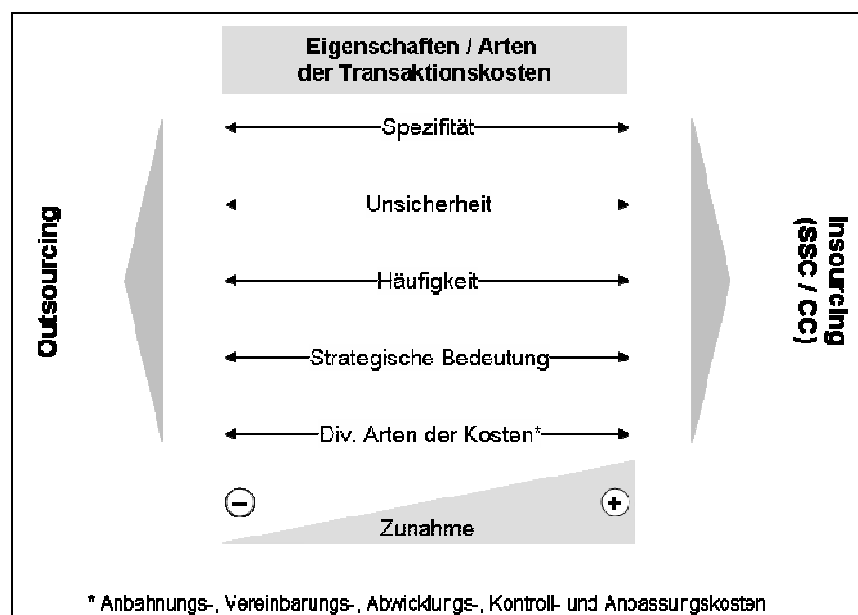 Eigenschaften / Arten
der Transaktionskosten
Outsourcing
Spezifität
Unsicherheit
Häufigkeit
Strategische Bedeutung
Div. Arten der Kosten*
Insourcing
(SSC / CC)
−
+
Zunahme
* Anbahnungs-, Vereinbarungs-, Abwicklungs-, Kontroll- und Anpassungskosten